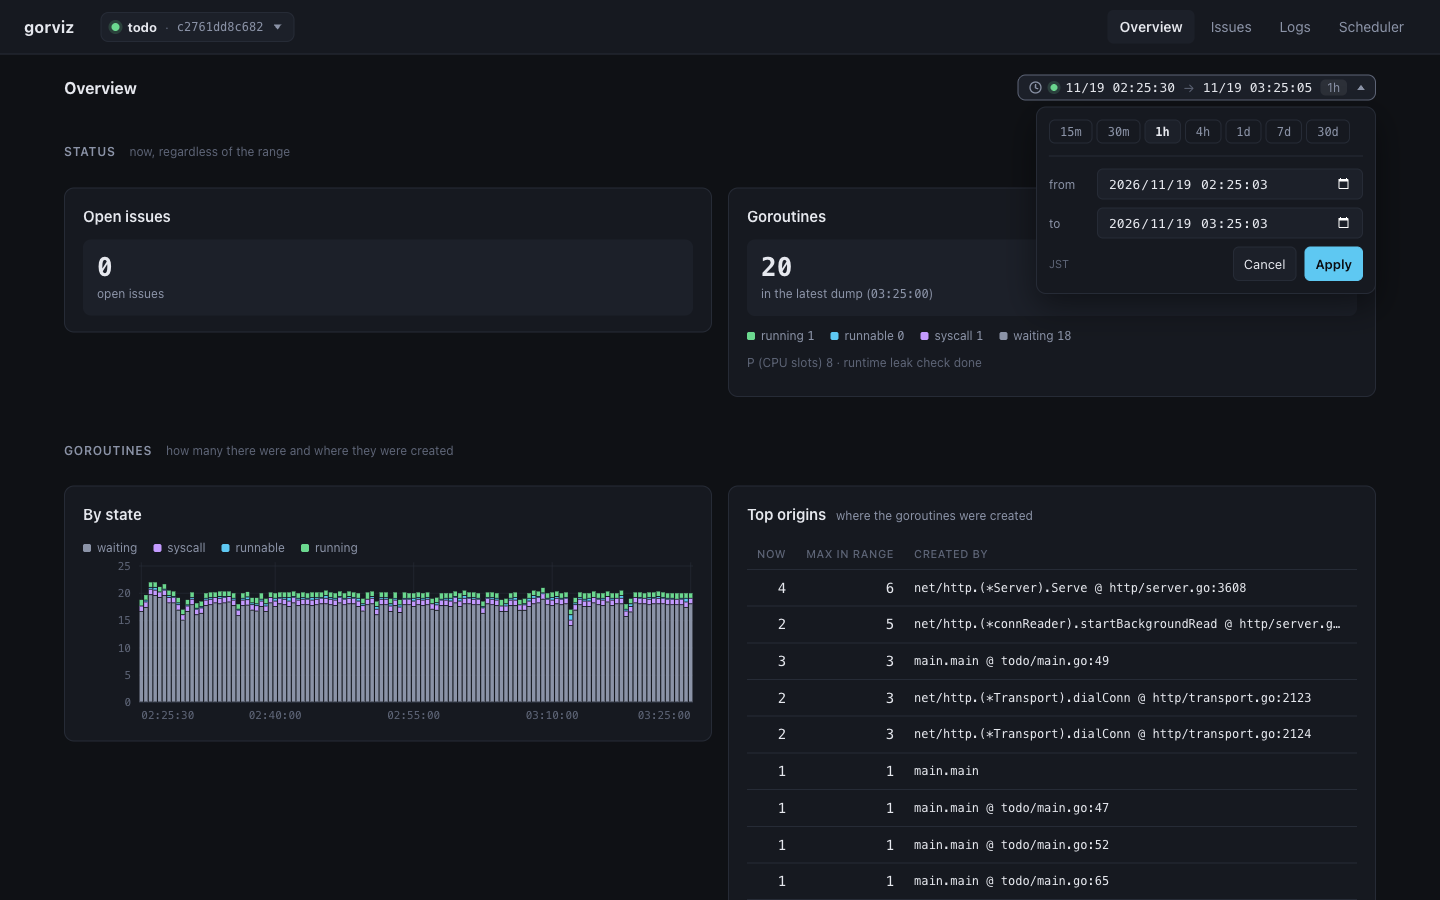 gorviz
todo · c2761dd8c682
Overview
Issues
Logs
Scheduler
Overview
11/19 02:25:30 → 11/19 03:25:05 1h
15m 30m 1h 4h 1d 7d 30d
from 2026/11/19 02:25:03
to 2026/11/19 03:25:03
JST
Cancel
Apply
STATUS now, regardless of the range
Open issues
0
open issues
Goroutines
20
in the latest dump (03:25:00)
running 1 runnable 0 syscall 1 waiting 18
P (CPU slots) 8 · runtime leak check done
GOROUTINES how many there were and where they were created
By state
waiting syscall runnable running
25
20
15
10
5
0
02:25:30 02:40:00 02:55:00 03:10:00 03:25:00
Top origins where the goroutines were created
NOW MAX IN RANGE CREATED BY
4 6 net/http.(*Server).Serve @ http/server.go:3608
2 5 net/http.(*connReader).startBackgroundRead @ http/server.g…
3 3 main.main @ todo/main.go:49
2 3 net/http.(*Transport).dialConn @ http/transport.go:2123
2 3 net/http.(*Transport).dialConn @ http/transport.go:2124
1 1 main.main
1 1 main.main @ todo/main.go:47
1 1 main.main @ todo/main.go:52
1 1 main.main @ todo/main.go:65